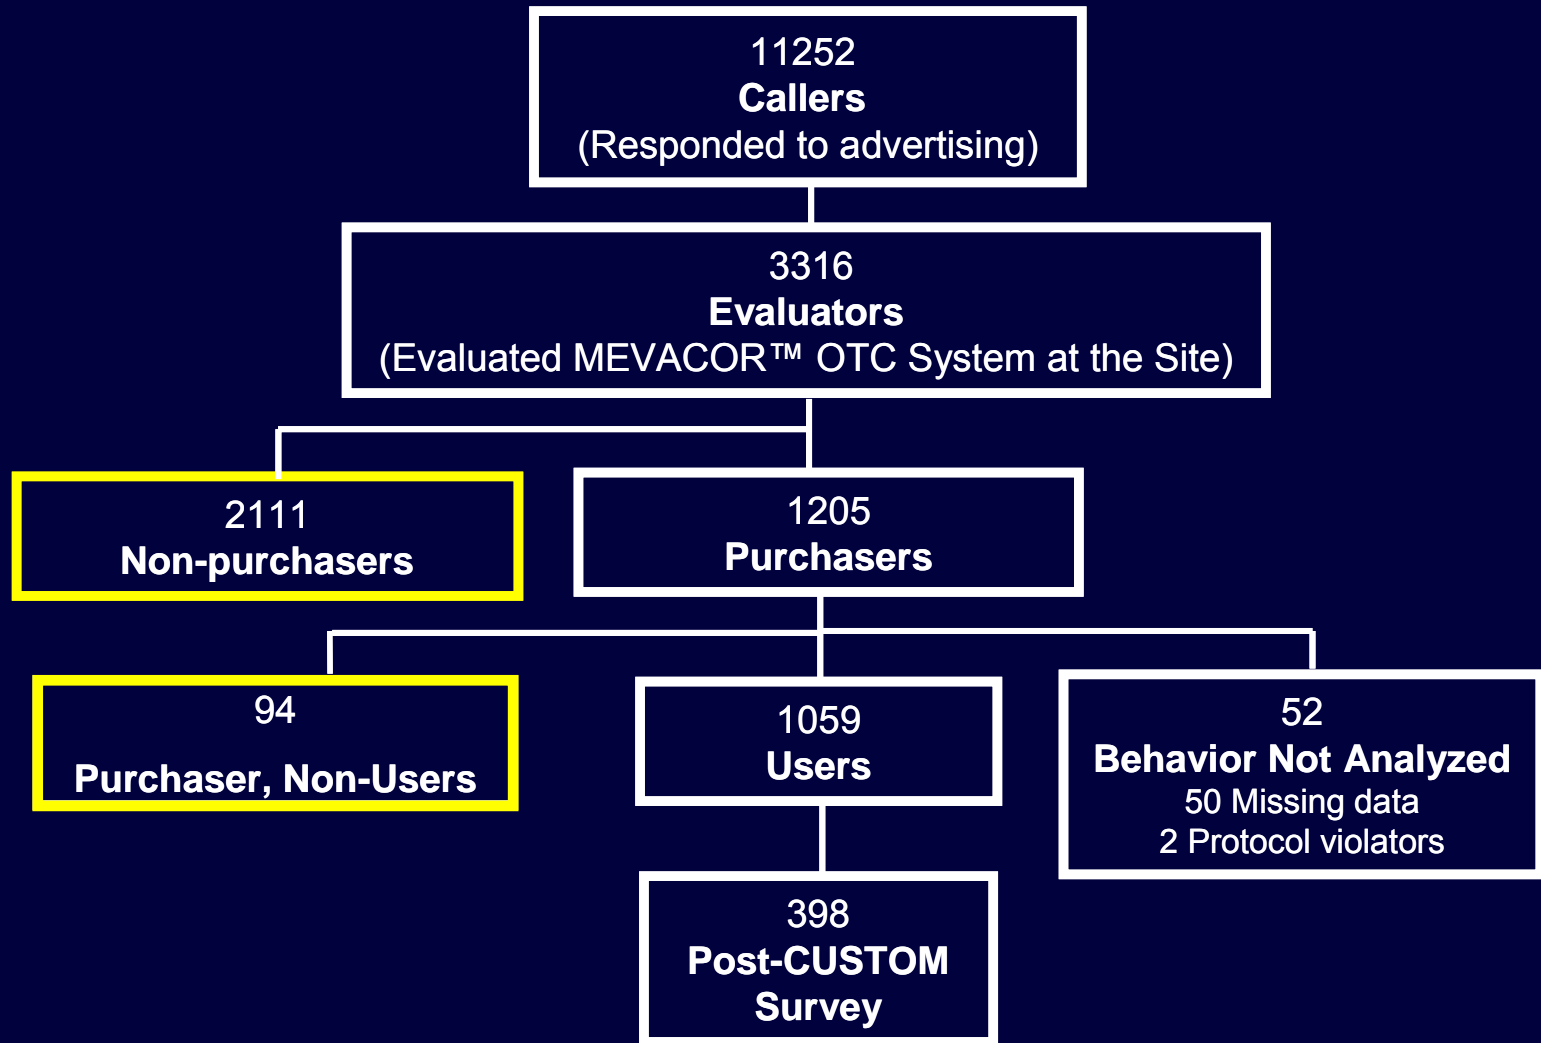 11252
Callers
(Responded to advertising)
3316
Evaluators
(Evaluated MEVACOR™ OTC System at the Site)
2111
Non-purchasers
1205
Purchasers
94
Purchaser, Non-Users
1059
Users
52
Behavior Not Analyzed
50 Missing data
2 Protocol violators
398
Post-CUSTOM
Survey